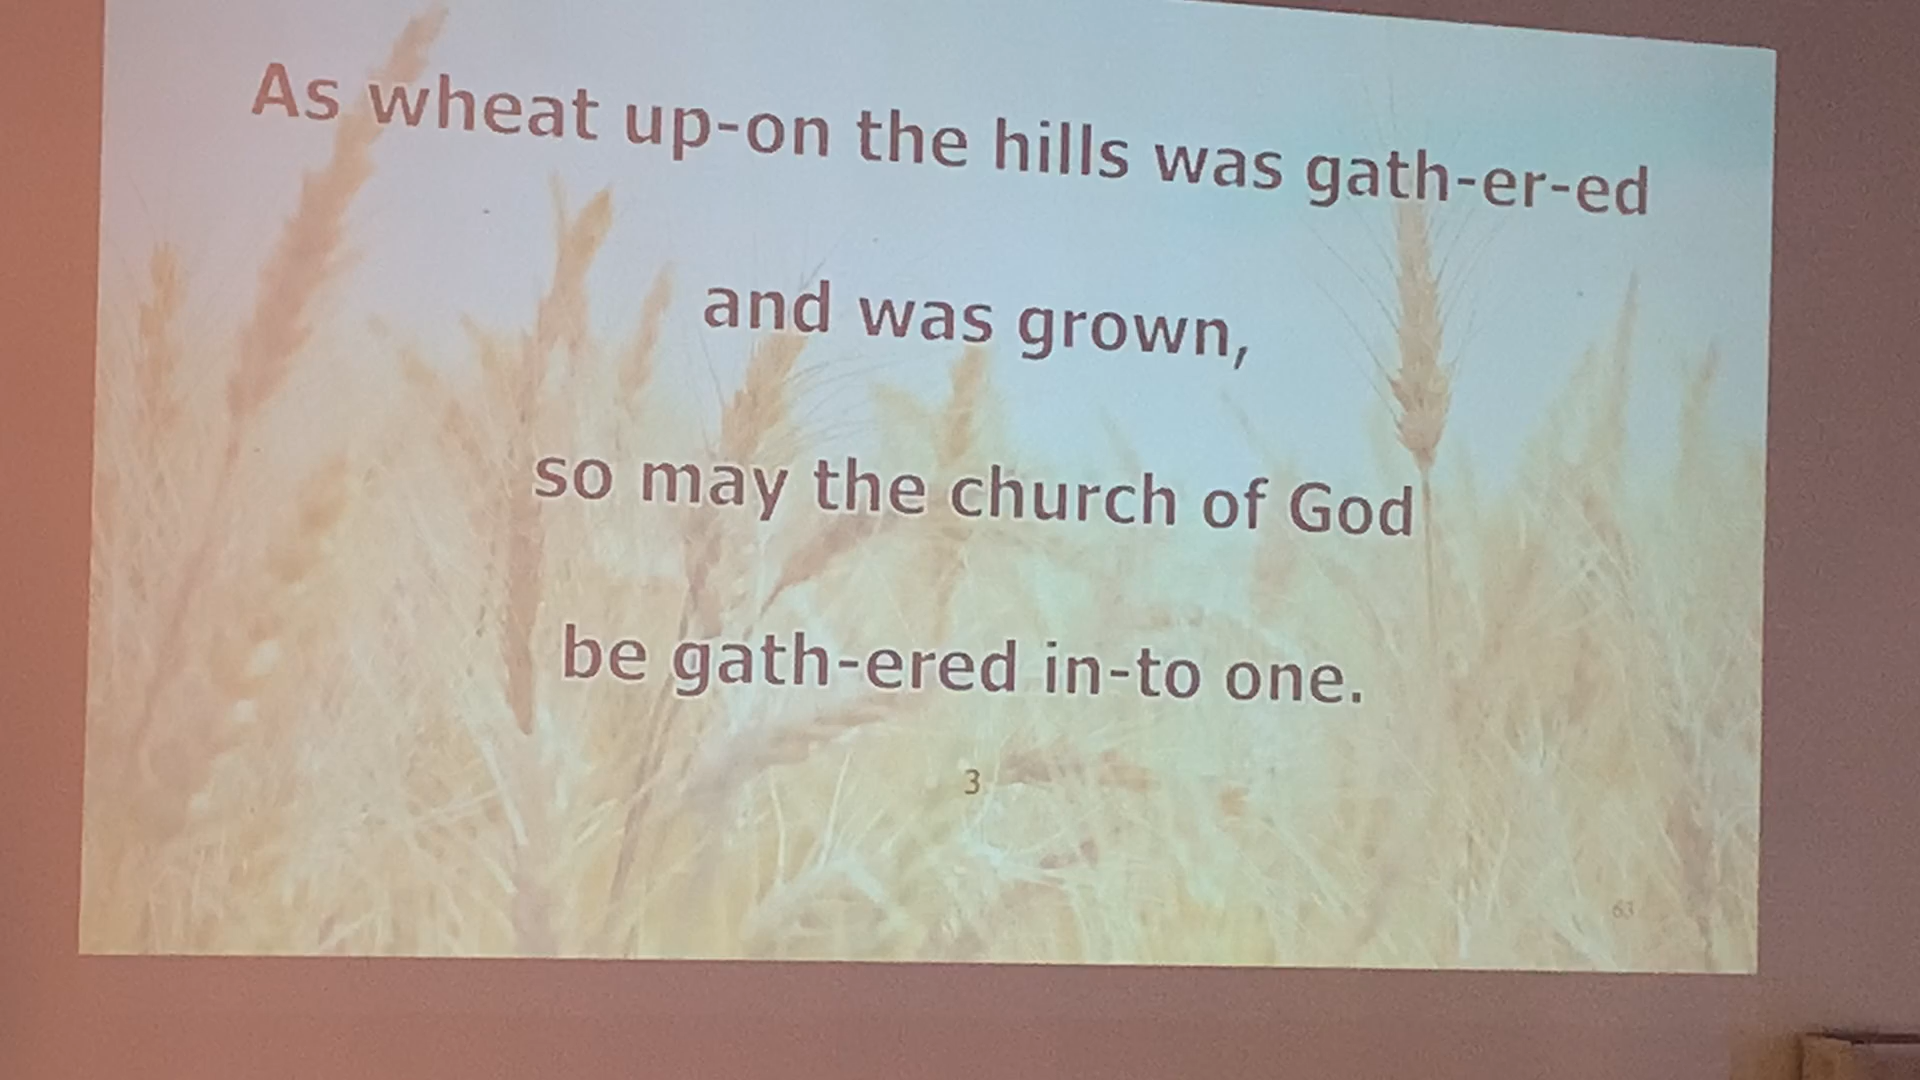 As wheat up-on the hills was gath-er-ed
and was grown,
so may the church of God
be gath-ered in-to one.
3
63